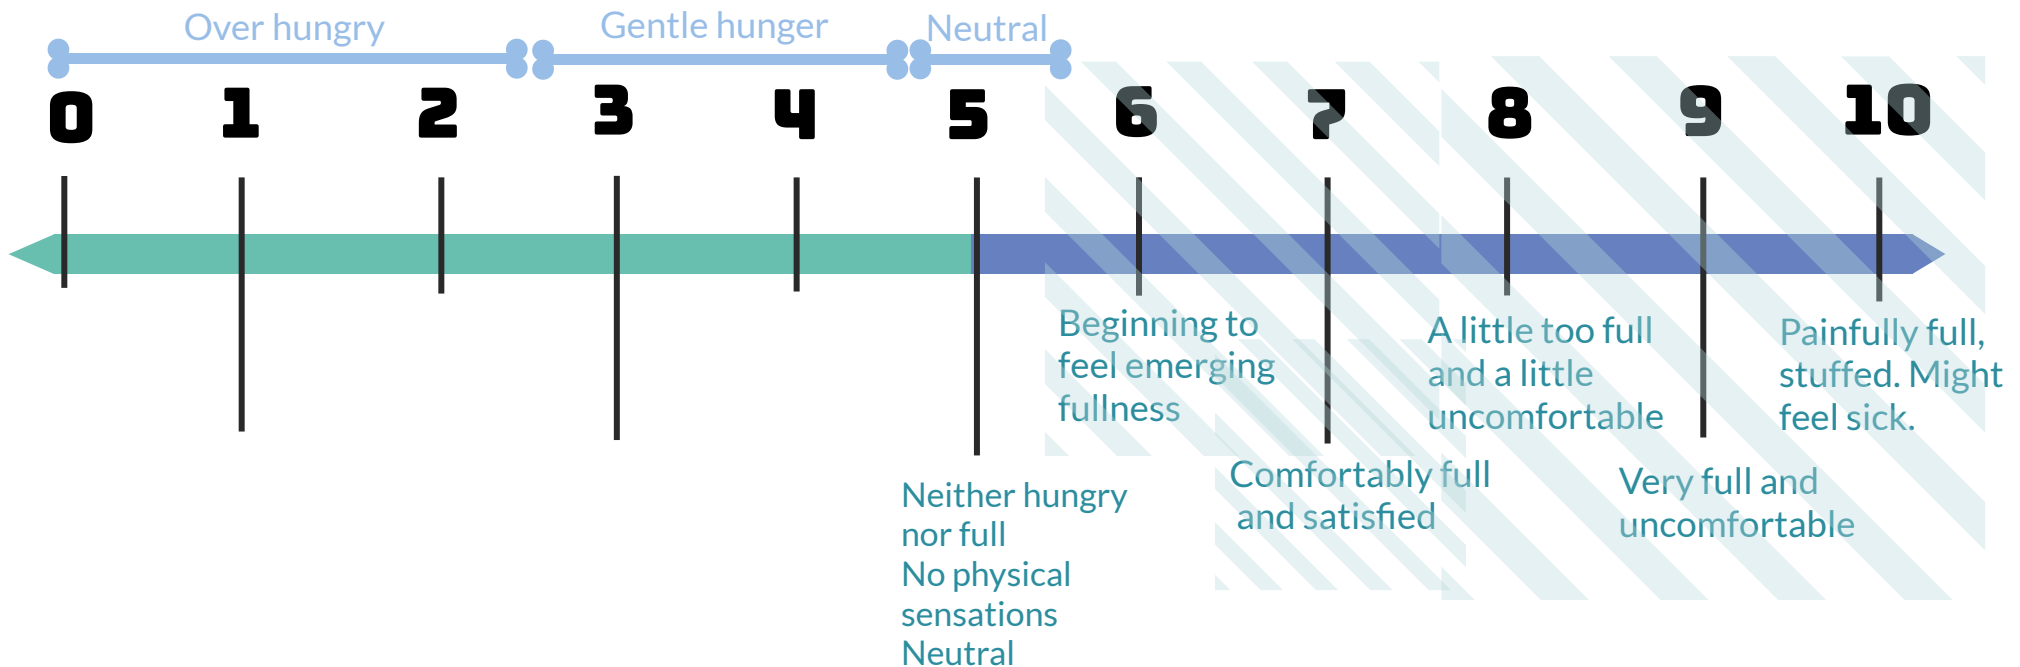 Over hungry
Gentle hunger
Neutral
0 1 2 3 4 5 6 7 8 9 10
Beginning to
feel emerging
fullness
A little too full
and a little
uncomfortable
Painfully full,
stuffed. Might
feel sick.
Neither hungry
nor full
No physical
sensations
Neutral
Comfortably full
and satisfied
Very full and
uncomfortable